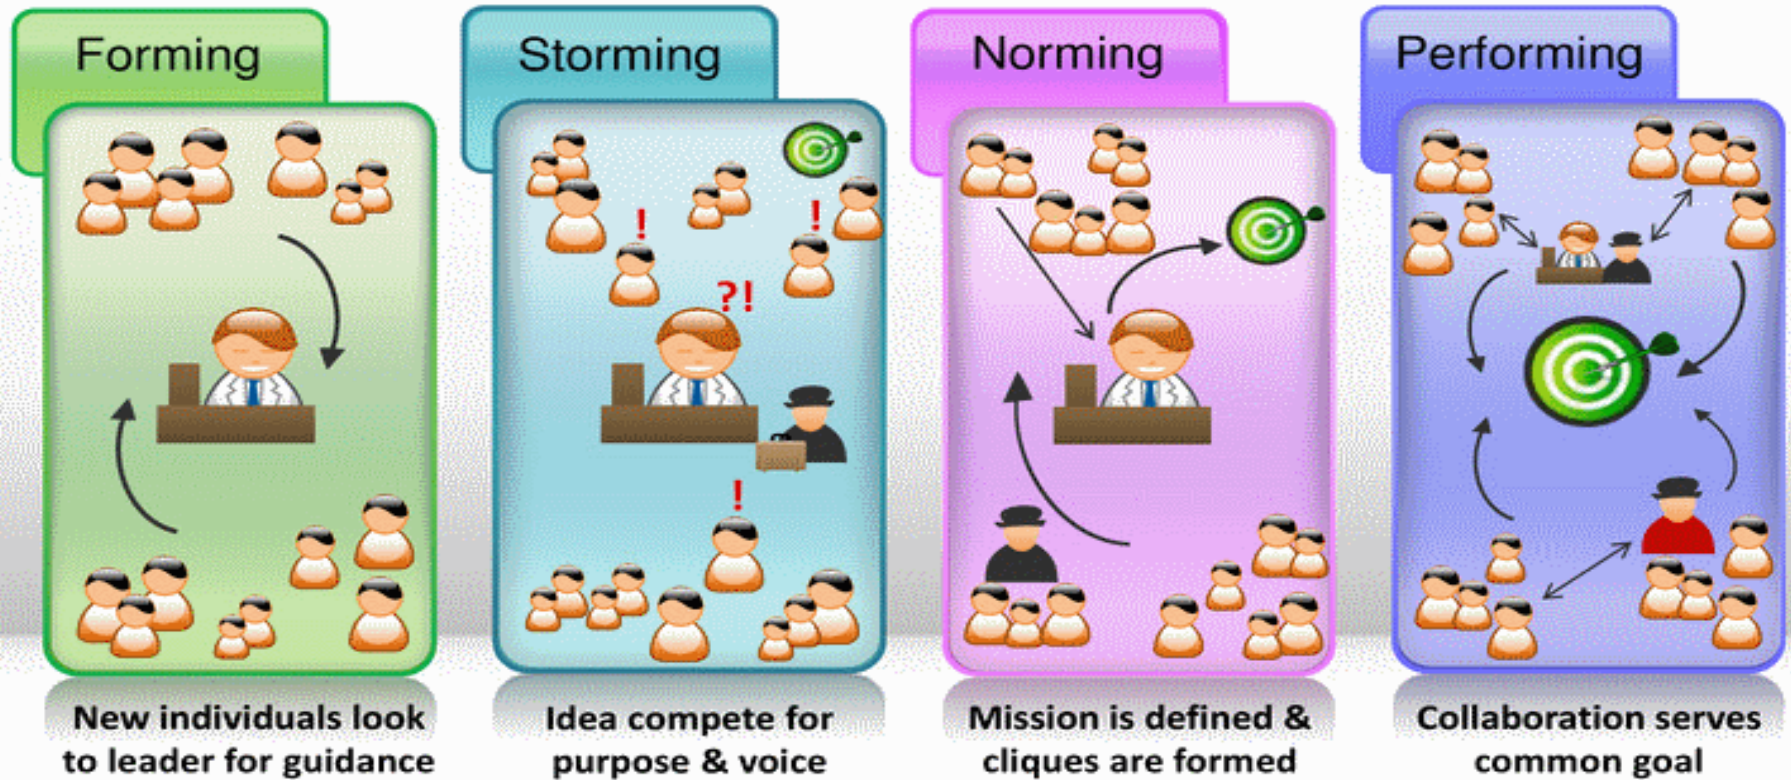 Forming
Storming
Norming
Performing
!
!
?!
!
New individuals look
to leader for guidance
Idea compete for
purpose & voice
Mission is defined &
cliques are formed
Collaboration serves
common goal